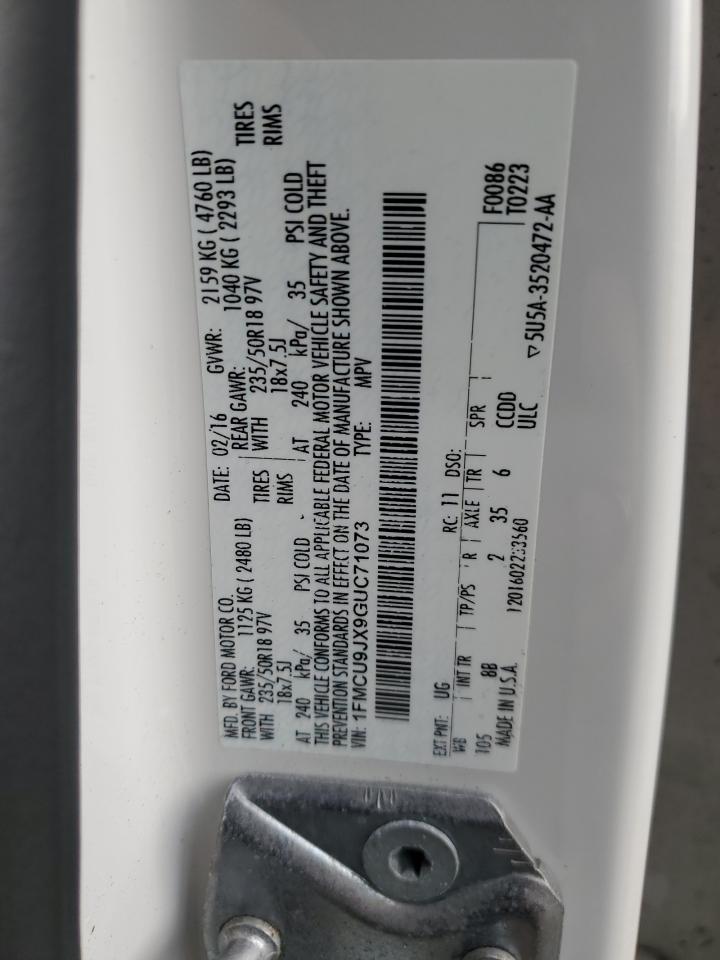 MFD. BY FORD MOTOR CO. DATE: 02/16 GVWR: 2159 KG ( 4760 LB)
FRONT GAWR: 1125 KG ( 2480 LB) REAR GAWR: 1040 KG ( 2293 LB)
WITH 235/50R18 97V TIRES WITH 235/50R18 97V TIRES
18x7.5J RIMS 18x7.5J RIMS
AT 240 kPa/ 35 PSI COLD AT 240 kPa/ 35 PSI COLD
THIS VEHICLE CONFORMS TO ALL APPLICABLE FEDERAL MOTOR VEHICLE SAFETY AND THEFT
PREVENTION STANDARDS IN EFFECT ON THE DATE OF MANUFACTURE SHOWN ABOVE.
VIN: 1FMCU9JX9GUC71073 TYPE: MPV
EXT PNT: UG RC: 11 DSO: F0086
WB INT TR TP/PS R AXLE TR SPR T0223
105 8B 2 35 6 CCDD
MADE IN U.S.A. ULC
▽5U5A-3520472-AA